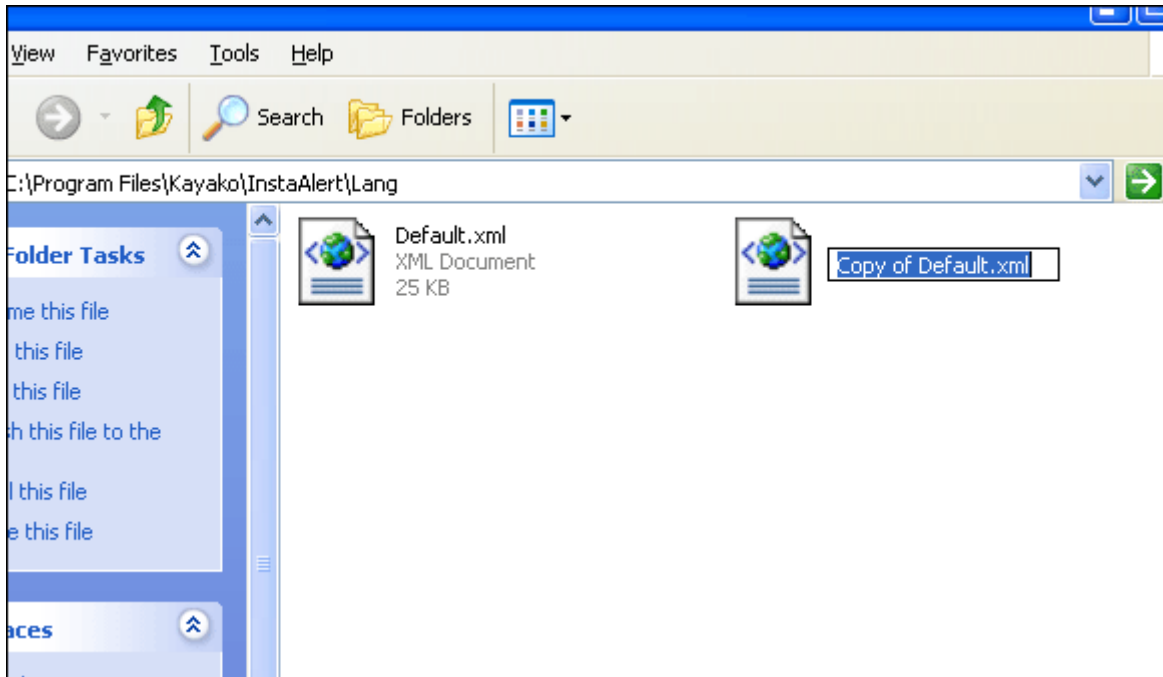 View Favorites Tools Help
Search Folders
C:\Program Files\Kayako\InstaAlert\Lang
Folder Tasks
me this file
this file
this file
sh this file to the
l this file
e this file
aces
Default.xml
XML Document
25 KB
Copy of Default.xml